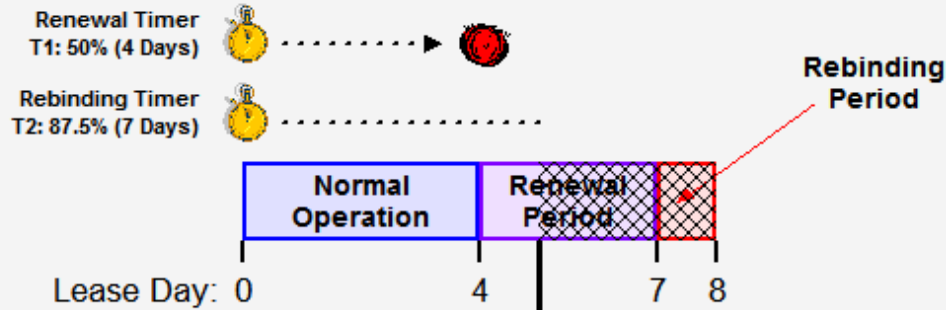 Renewal Timer
T1: 50% (4 Days)
Rebinding Timer
T2: 87.5% (7 Days)
Rebinding
Period
Normal
Operation
Renewal
Period
Lease Day: 0 4 7 8